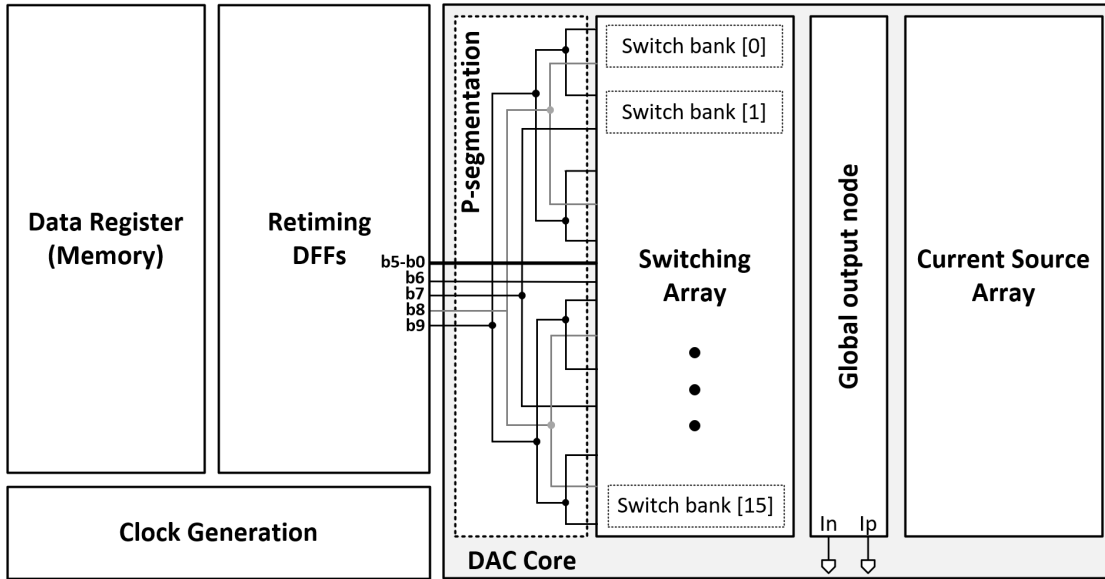 Data Register
(Memory)
Retiming
DFFs
Clock Generation
b5-b0
b6
b7
b8
b9
P-segmentation
Switch bank [0]
Switch bank [1]
Switching
Array
Switch bank [15]
Global output node
In
Ip
Current Source
Array
DAC Core